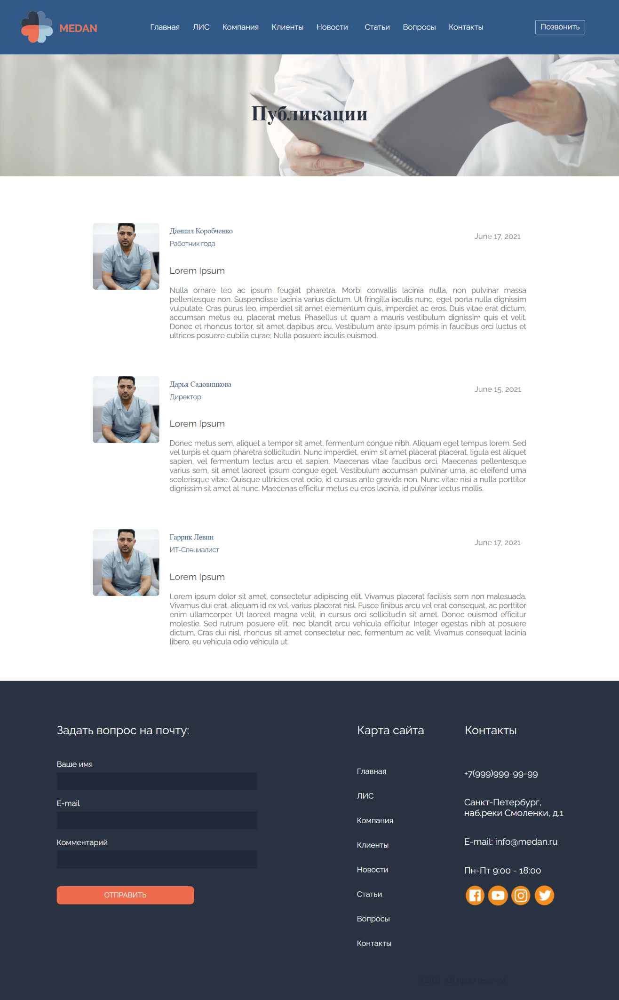 MEDAN
Главная ЛИС Компания Клиенты Новости Статьи Вопросы Контакты
Позвонить
Публикации
Даниил Коробченко
Работник года
June 17, 2021
Lorem Ipsum
Nulla ornare leo ac ipsum feugiat pharetra. Morbi convallis lacinia nulla, non pulvinar massa
pellentesque non. Suspendisse lacinia varius dictum. Ut fringilla iaculis nunc, eget porta nulla dignissim
vulputate. Cras purus leo, imperdiet sit amet elementum quis, imperdiet ac eros. Duis vitae erat dictum,
accumsan metus eu, placerat metus. Phasellus ut quam a mauris vestibulum dignissim quis et velit.
Donec et rhoncus tortor, sit amet dapibus arcu. Vestibulum ante ipsum primis in faucibus orci luctus et
ultrices posuere cubilia curae; Nulla posuere iaculis euismod.
Дарья Садовникова
Директор
June 15, 2021
Lorem Ipsum
Donec metus sem, aliquet a tempor sit amet, fermentum congue nibh. Aliquam eget tempus lorem. Sed
vel turpis et quam pharetra sollicitudin. Nunc imperdiet, enim sit amet placerat placerat, ligula est aliquet
sapien, vel fermentum lectus arcu et sapien. Maecenas vitae faucibus orci. Maecenas pellentesque
varius sem, sit amet laoreet ipsum congue eget. Vestibulum accumsan pulvinar urna, ac eleifend urna
scelerisque vitae. Quisque ultricies erat odio, id cursus ante gravida non. Nunc vitae nisi a nulla porttitor
dignissim sit amet at nunc. Maecenas efficitur metus eu eros lacinia, id pulvinar lectus mollis.
Гаррик Левин
ИТ-Специалист
June 17, 2021
Lorem Ipsum
Lorem ipsum dolor sit amet, consectetur adipiscing elit. Vivamus placerat facilisis sem non malesuada.
Vivamus dui erat, aliquam id ex vel, varius placerat nisl. Fusce finibus arcu vel erat consequat, ac porttitor
enim ullamcorper. Ut laoreet magna velit, in cursus orci sollicitudin sit amet. Donec euismod efficitur
molestie. Sed rutrum posuere elit, nec blandit arcu vehicula efficitur. Integer egestas nibh at posuere
dictum. Cras dui nisl, rhoncus sit amet consectetur nec, fermentum ac velit. Vivamus consequat lacinia
libero, eu vehicula odio vehicula ut.
Задать вопрос на почту:
Ваше имя
E-mail
Комментарий
ОТПРАВИТЬ
Карта сайта
Главная
ЛИС
Компания
Клиенты
Новости
Статьи
Вопросы
Контакты
Контакты
+7(999)999-99-99
Санкт-Петербург,
наб.реки Смоленки, д.1
E-mail: info@medan.ru
Пн-Пт 9:00 - 18:00
@2021 All rights reserved